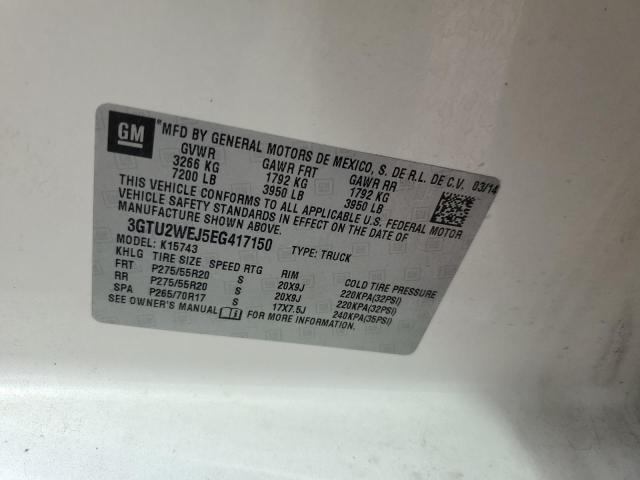 GM
*MFD BY GENERAL MOTORS DE MEXICO, S. DE R.L. DE C.V. 03/14
GVWR GAWR FRT GAWR RR
3266 KG 1792 KG 1792 KG
7200 LB 3950 LB 3950 LB
THIS VEHICLE CONFORMS TO ALL APPLICABLE U.S. FEDERAL MOTOR
VEHICLE SAFETY STANDARDS IN EFFECT ON THE DATE OF
MANUFACTURE SHOWN ABOVE.
3GTU2WEJ5EG417150 TYPE: TRUCK
MODEL: K15743
KHLG TIRE SIZE SPEED RTG RIM COLD TIRE PRESSURE
FRT P275/55R20 S 20X9J 220KPA(32PSI)
RR P275/55R20 S 20X9J 220KPA(32PSI)
SPA P265/70R17 S 17X7.5J 240KPA(35PSI)
SEE OWNER'S MANUAL FOR MORE INFORMATION.